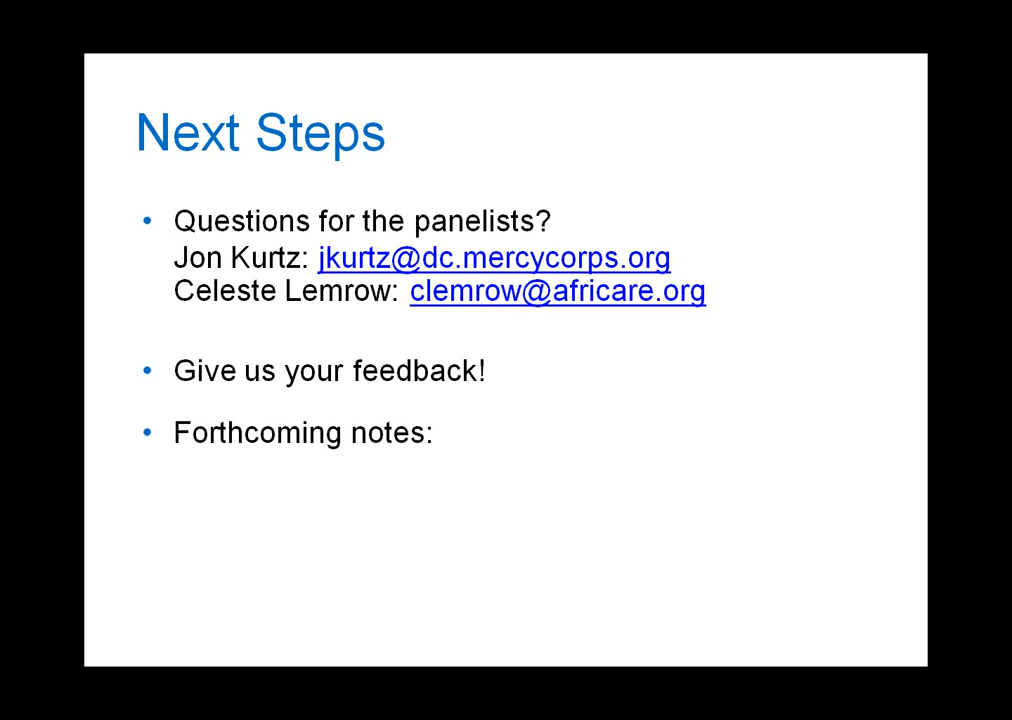 Next Steps
• Questions for the panelists?
Jon Kurtz: jkurtz@dc.mercycorps.org
Celeste Lemrow: clemrow@africare.org
• Give us your feedback!
• Forthcoming notes: